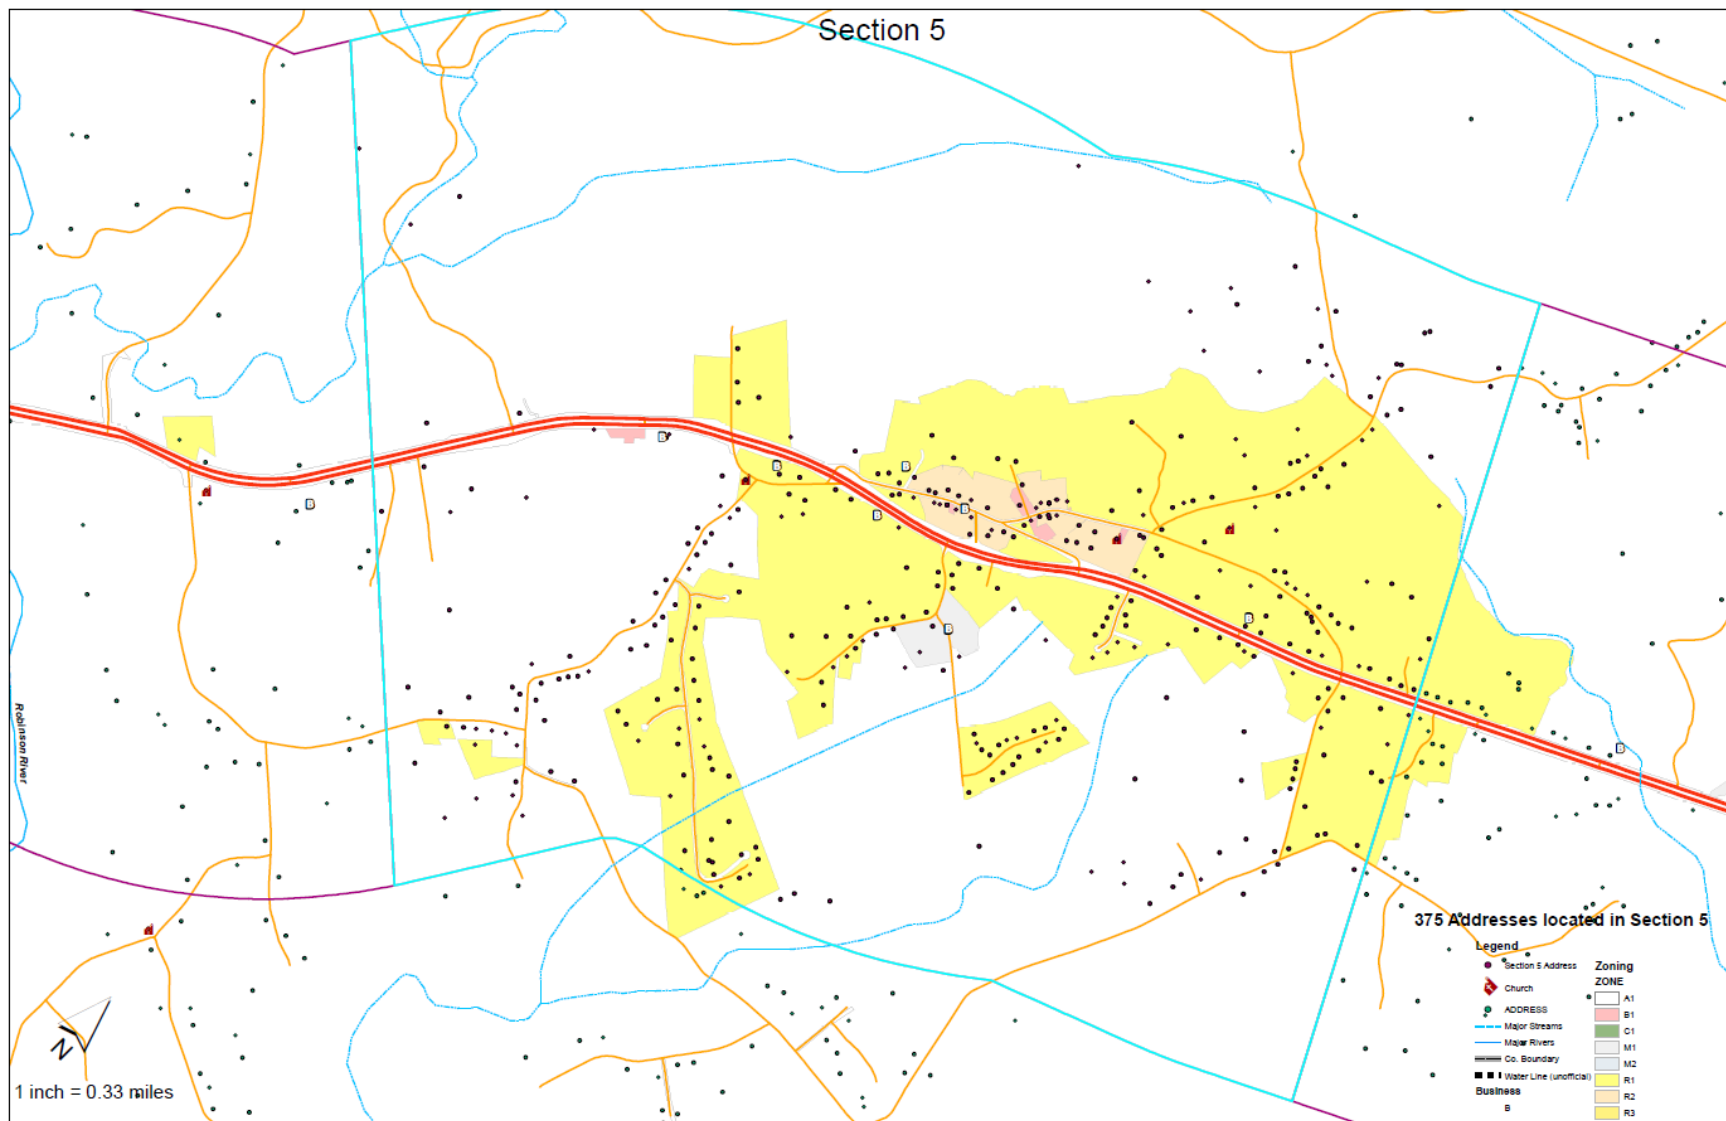 Section 5
Robinson River
375 Addresses located in Section 5
Legend
Section 5 Address
Church
ADDRESS
Major Streams
Major Rivers
Co. Boundary
Water Line (unofficial)
Business
B
Zoning
ZONE
A1
B1
C1
M1
M2
R1
R2
R3
N
1 inch = 0.33 miles
B
B
B
B
B
B
B
B
B